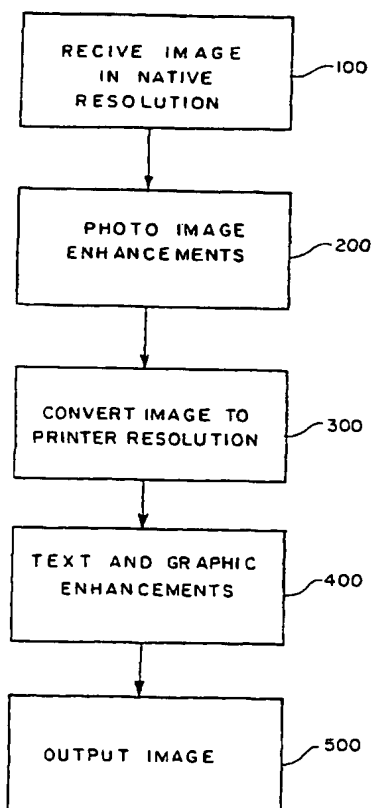 RECIVE IMAGE
IN NATIVE
RESOLUTION
100
PHOTO IMAGE
ENHANCEMENTS
200
CONVERT IMAGE TO
PRINTER RESOLUTION
300
TEXT AND GRAPHIC
ENHANCEMENTS
400
OUTPUT IMAGE
500